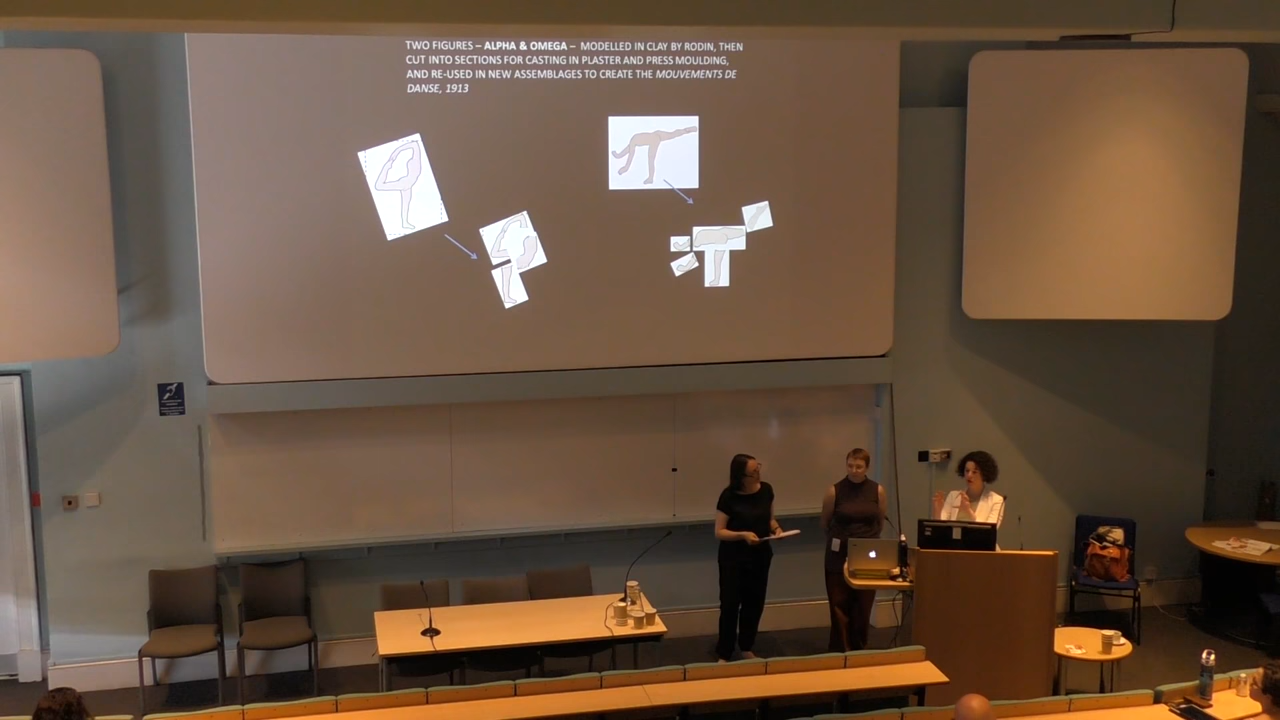 TWO FIGURES – ALPHA & OMEGA – MODELLED IN CLAY BY RODIN, THEN
CUT INTO SECTIONS FOR CASTING IN PLASTER AND PRESS MOULDING,
AND RE-USED IN NEW ASSEMBLAGES TO CREATE THE MOUVEMENTS DE
DANSE, 1913